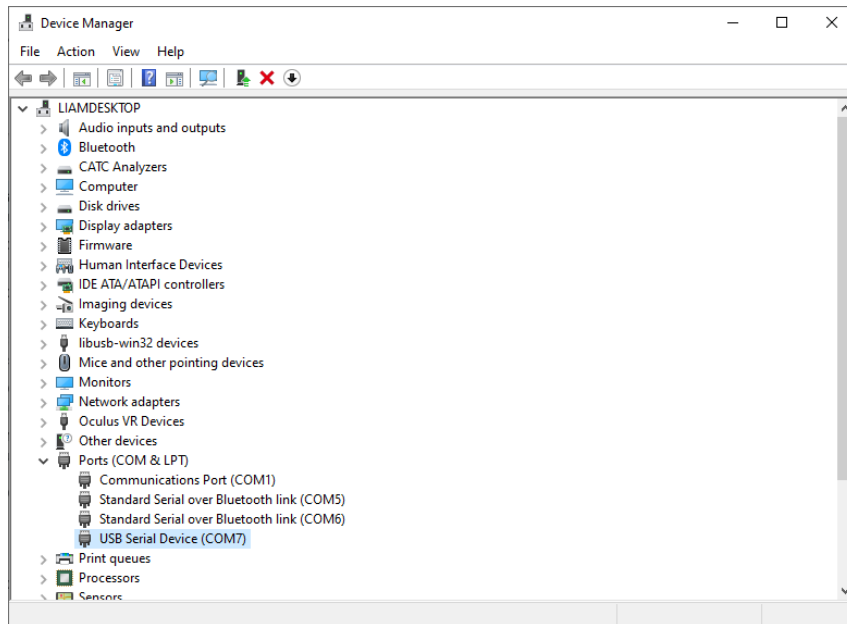 Device Manager
File Action View Help
LIAMDESKTOP
Audio inputs and outputs
Bluetooth
CATC Analyzers
Computer
Disk drives
Display adapters
Firmware
Human Interface Devices
IDE ATA/ATAPI controllers
Imaging devices
Keyboards
libusb-win32 devices
Mice and other pointing devices
Monitors
Network adapters
Oculus VR Devices
Other devices
Ports (COM & LPT)
Communications Port (COM1)
Standard Serial over Bluetooth link (COM5)
Standard Serial over Bluetooth link (COM6)
USB Serial Device (COM7)
Print queues
Processors
Sensors